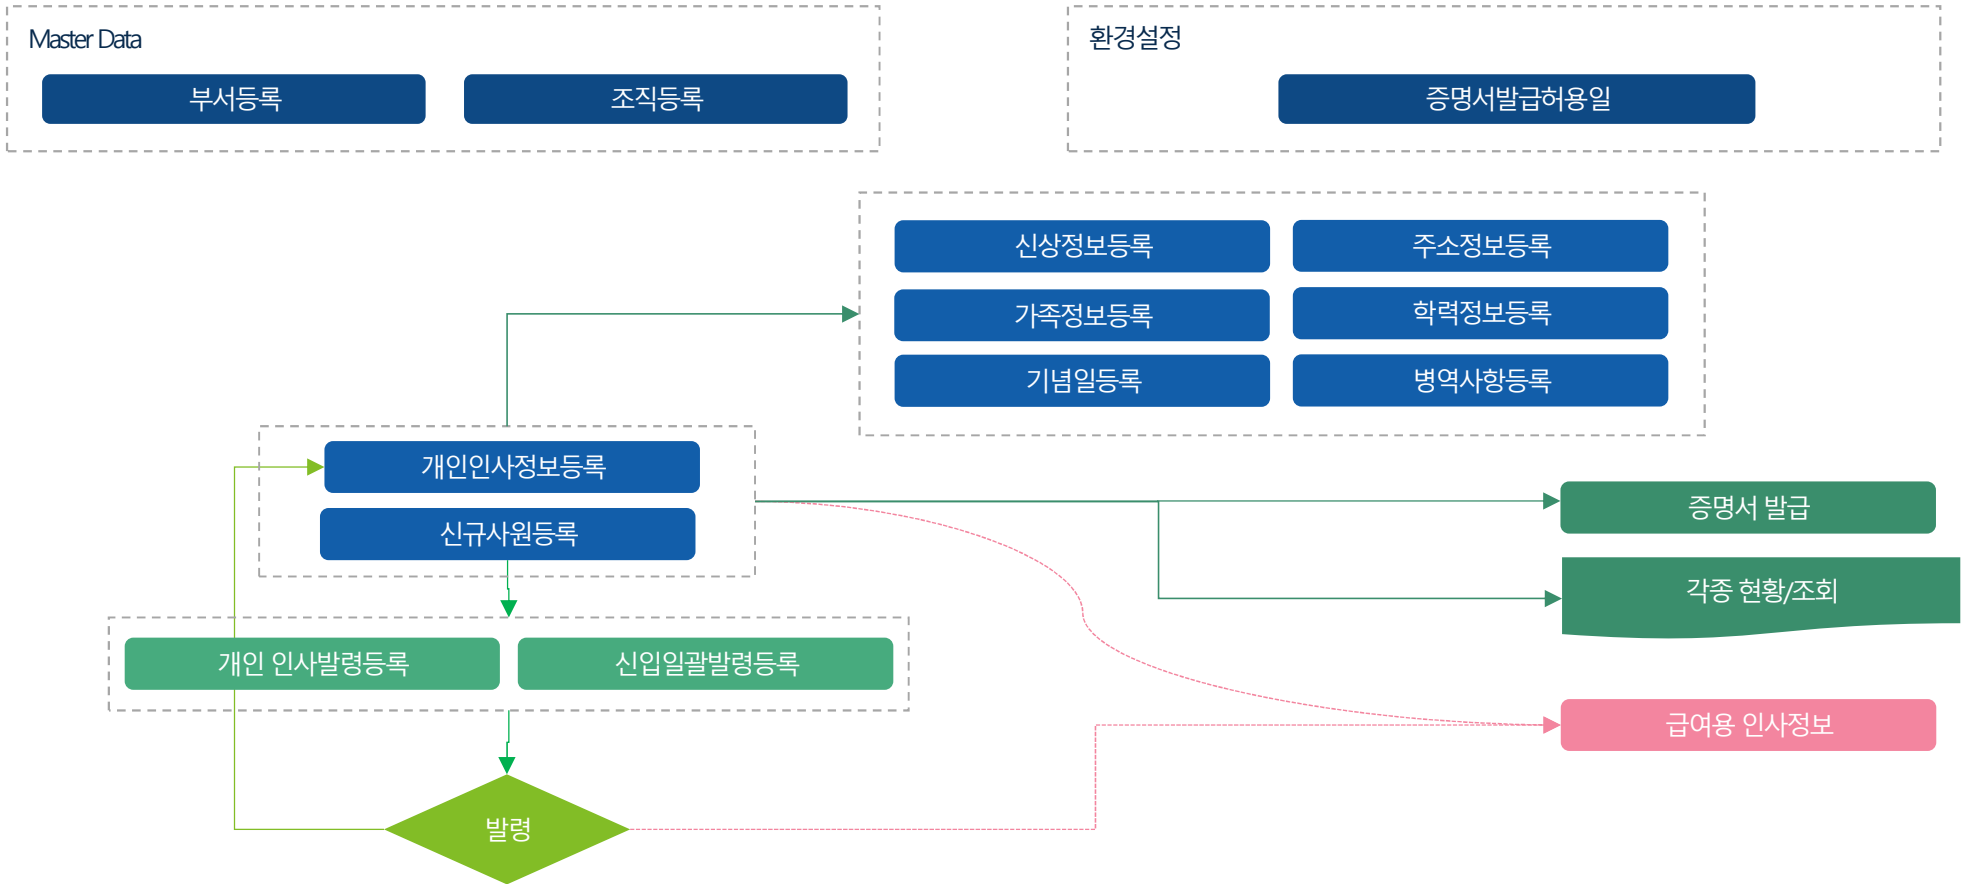 Master Data
부서등록
조직등록
환경설정
증명서발급허용일
신상정보등록
주소정보등록
가족정보등록
학력정보등록
기념일등록
병역사항등록
개인인사정보등록
신규사원등록
증명서 발급
각종 현황/조회
개인 인사발령등록
신입일괄발령등록
급여용 인사정보
발령